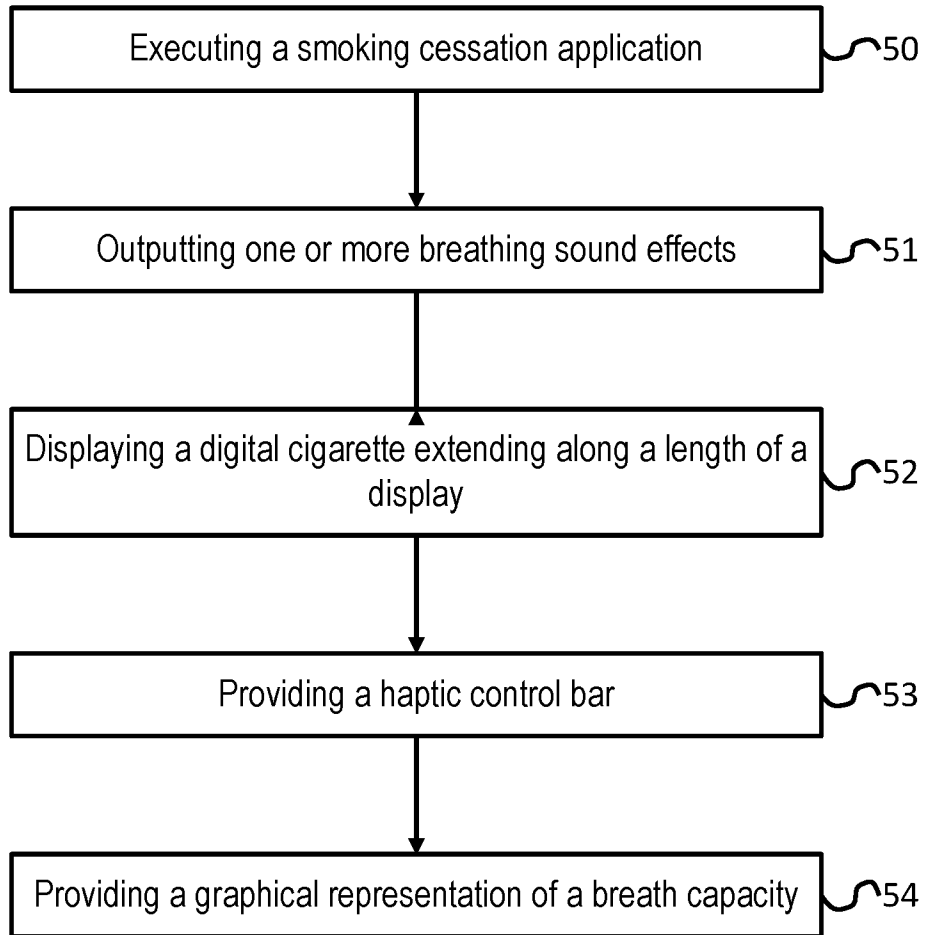 Executing a smoking cessation application
50
Outputting one or more breathing sound effects
51
Displaying a digital cigarette extending along a length of a
display
52
Providing a haptic control bar
53
Providing a graphical representation of a breath capacity
54